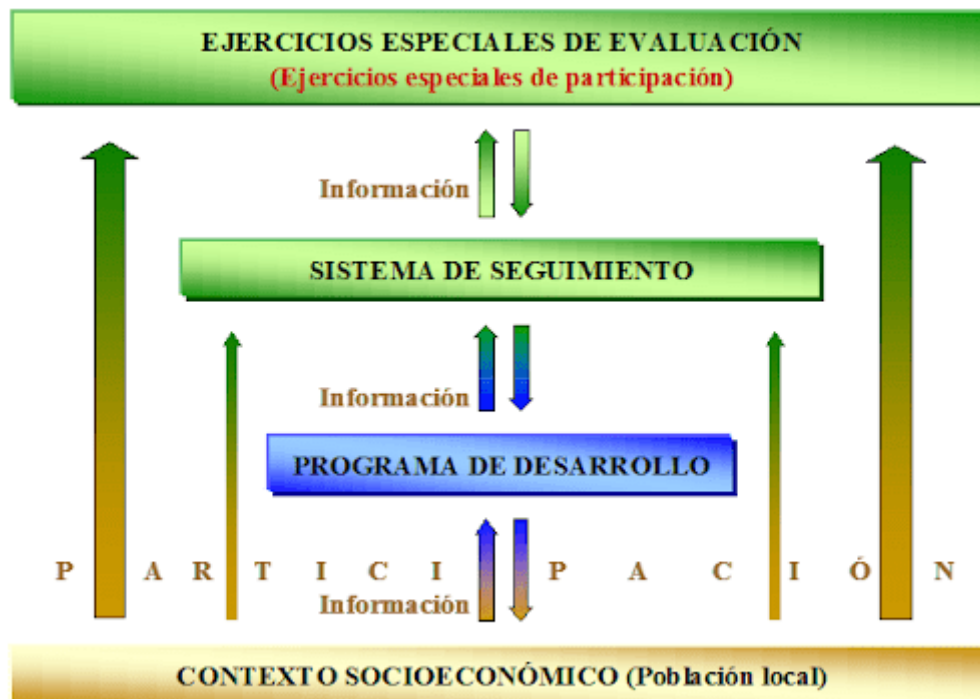 EJERCICIOS ESPECIALES DE EVALUACIÓN
(Ejercicios especiales de participación)
Información
SISTEMA DE SEGUIMIENTO
Información
PROGRAMA DE DESARROLLO
P A R T I C I P A C I Ó N
Información
CONTEXTO SOCIOECONÓMICO (Población local)